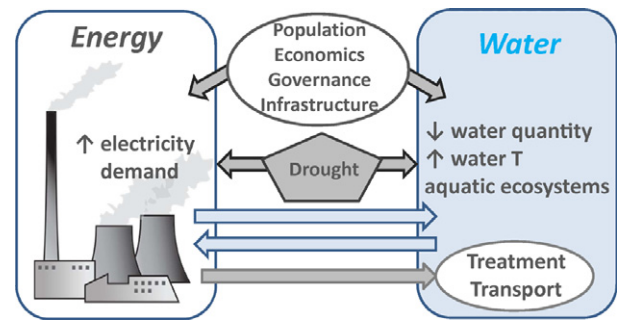 Energy
Population
Economics
Governance
Infrastructure
Water
↑ electricity
demand
Drought
↓ water quantity
↑ water T
aquatic ecosystems
Treatment
Transport